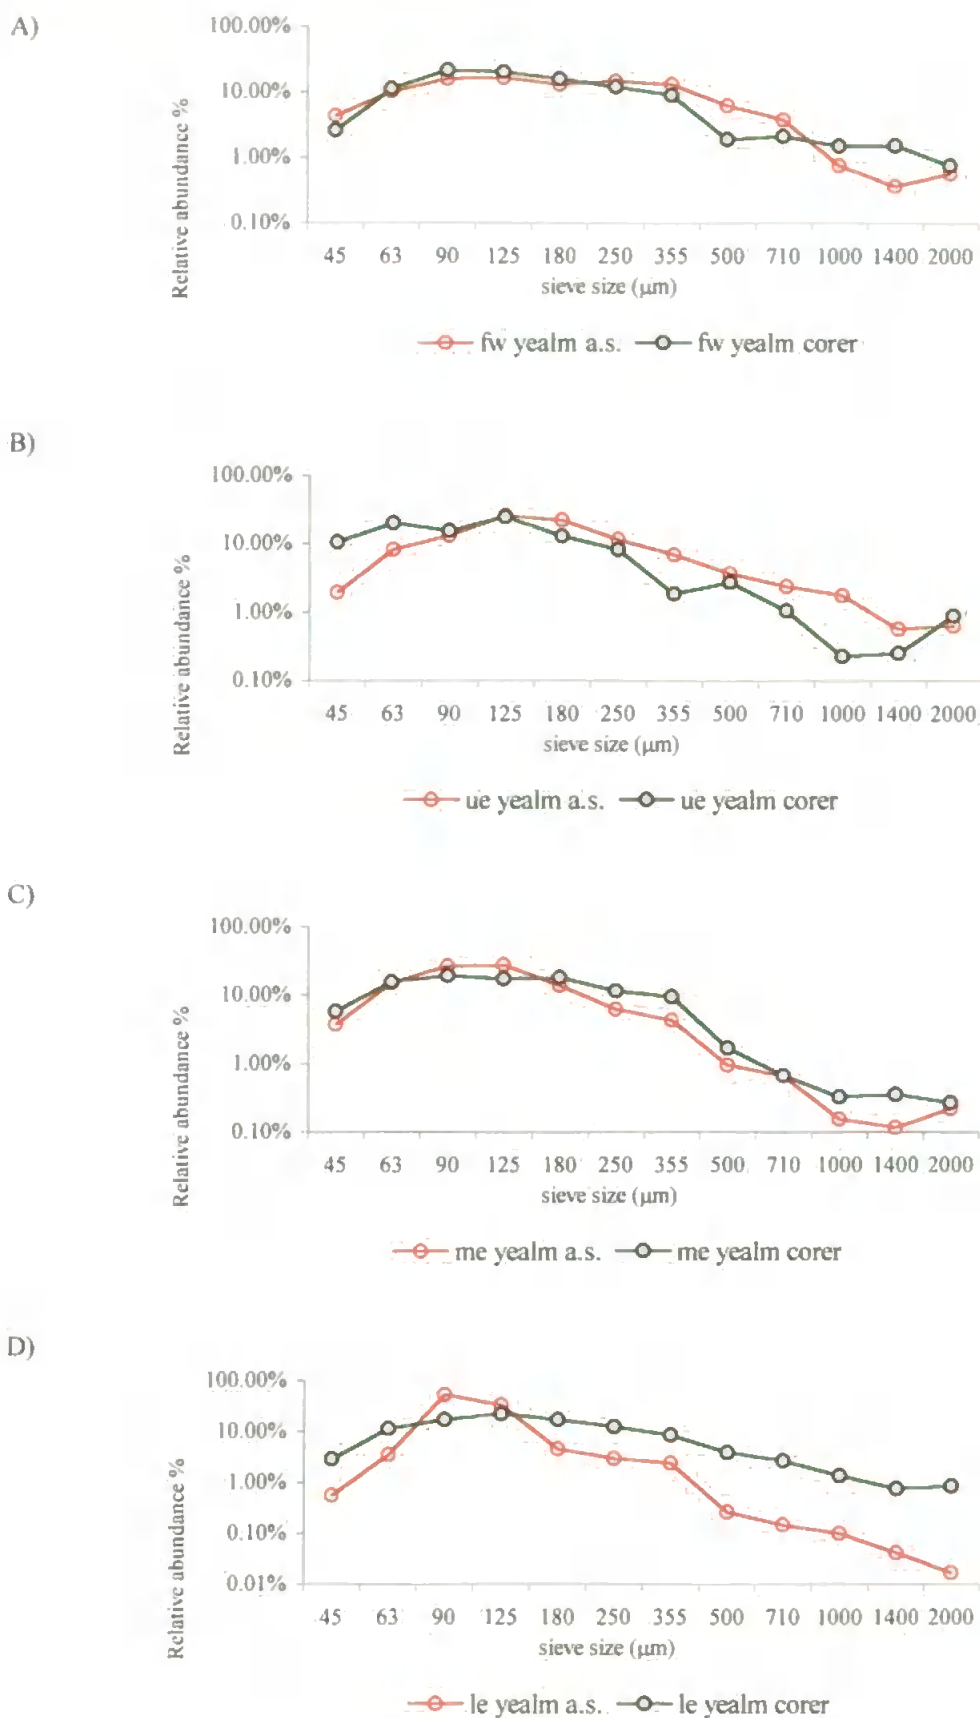 A)
100.00%
10.00%
1.00%
0.10%
Relative abundance %
45 63 90 125 180 250 355 500 710 1000 1400 2000
sieve size (µm)
fw yealm a.s. fw yealm corer
B)
100.00%
10.00%
1.00%
0.10%
Relative abundance %
45 63 90 125 180 250 355 500 710 1000 1400 2000
sieve size (µm)
ue yealm a.s. ue yealm corer
C)
100.00%
10.00%
1.00%
0.10%
Relative abundance %
45 63 90 125 180 250 355 500 710 1000 1400 2000
sieve size (µm)
me yealm a.s. me yealm corer
D)
100.00%
10.00%
1.00%
0.10%
0.01%
Relative abundance %
45 63 90 125 180 250 355 500 710 1000 1400 2000
sieve size (µm)
le yealm a.s. le yealm corer